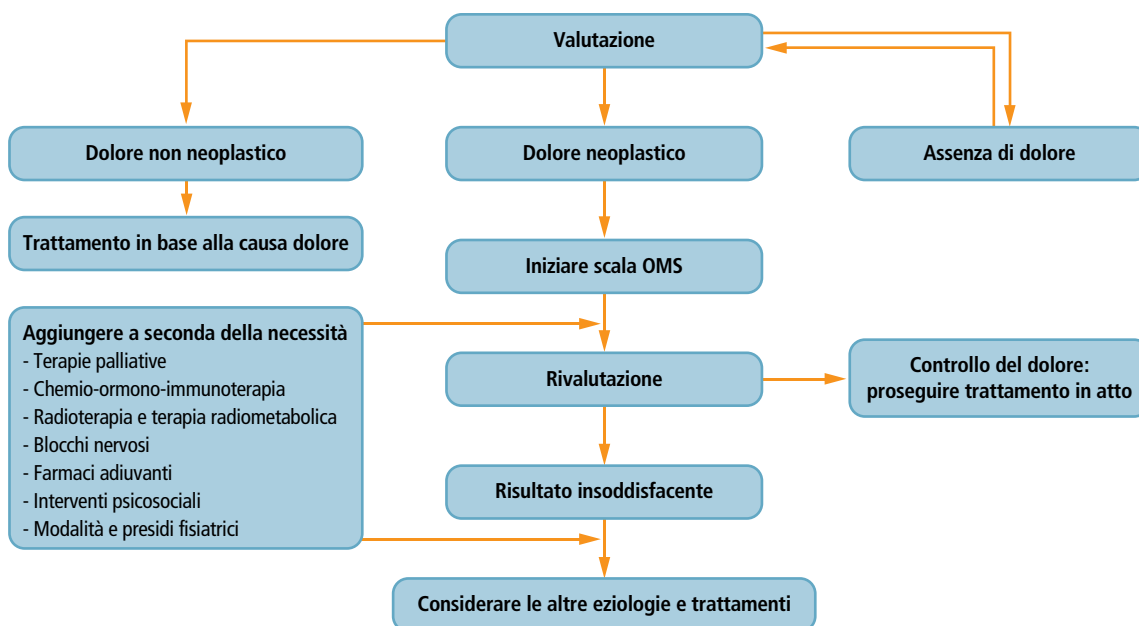 Valutazione
Dolore non neoplastico
Dolore neoplastico
Assenza di dolore
Trattamento in base alla causa dolore
Iniziare scala OMS
Aggiungere a seconda della necessità
- Terapie palliative
- Chemio-ormono-immunoterapia
- Radioterapia e terapia radiometabolica
- Blocchi nervosi
- Farmaci adiuvanti
- Interventi psicosociali
- Modalità e presidi fisiatrici
Rivalutazione
Controllo del dolore:
proseguire trattamento in atto
Risultato insoddisfacente
Considerare le altre eziologie e trattamenti